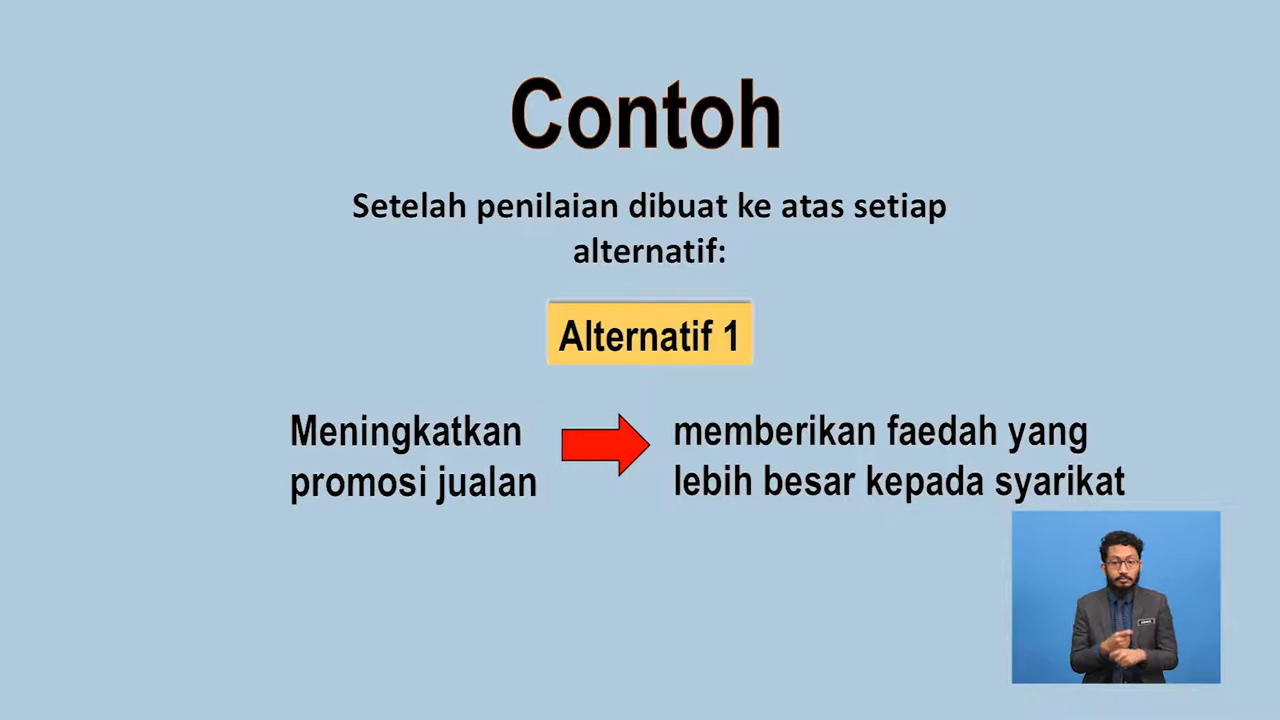 Contoh
Setelah penilaian dibuat ke atas setiap
alternatif:
Alternatif 1
Meningkatkan
promosi jualan
memberikan faedah yang
lebih besar kepada syarikat